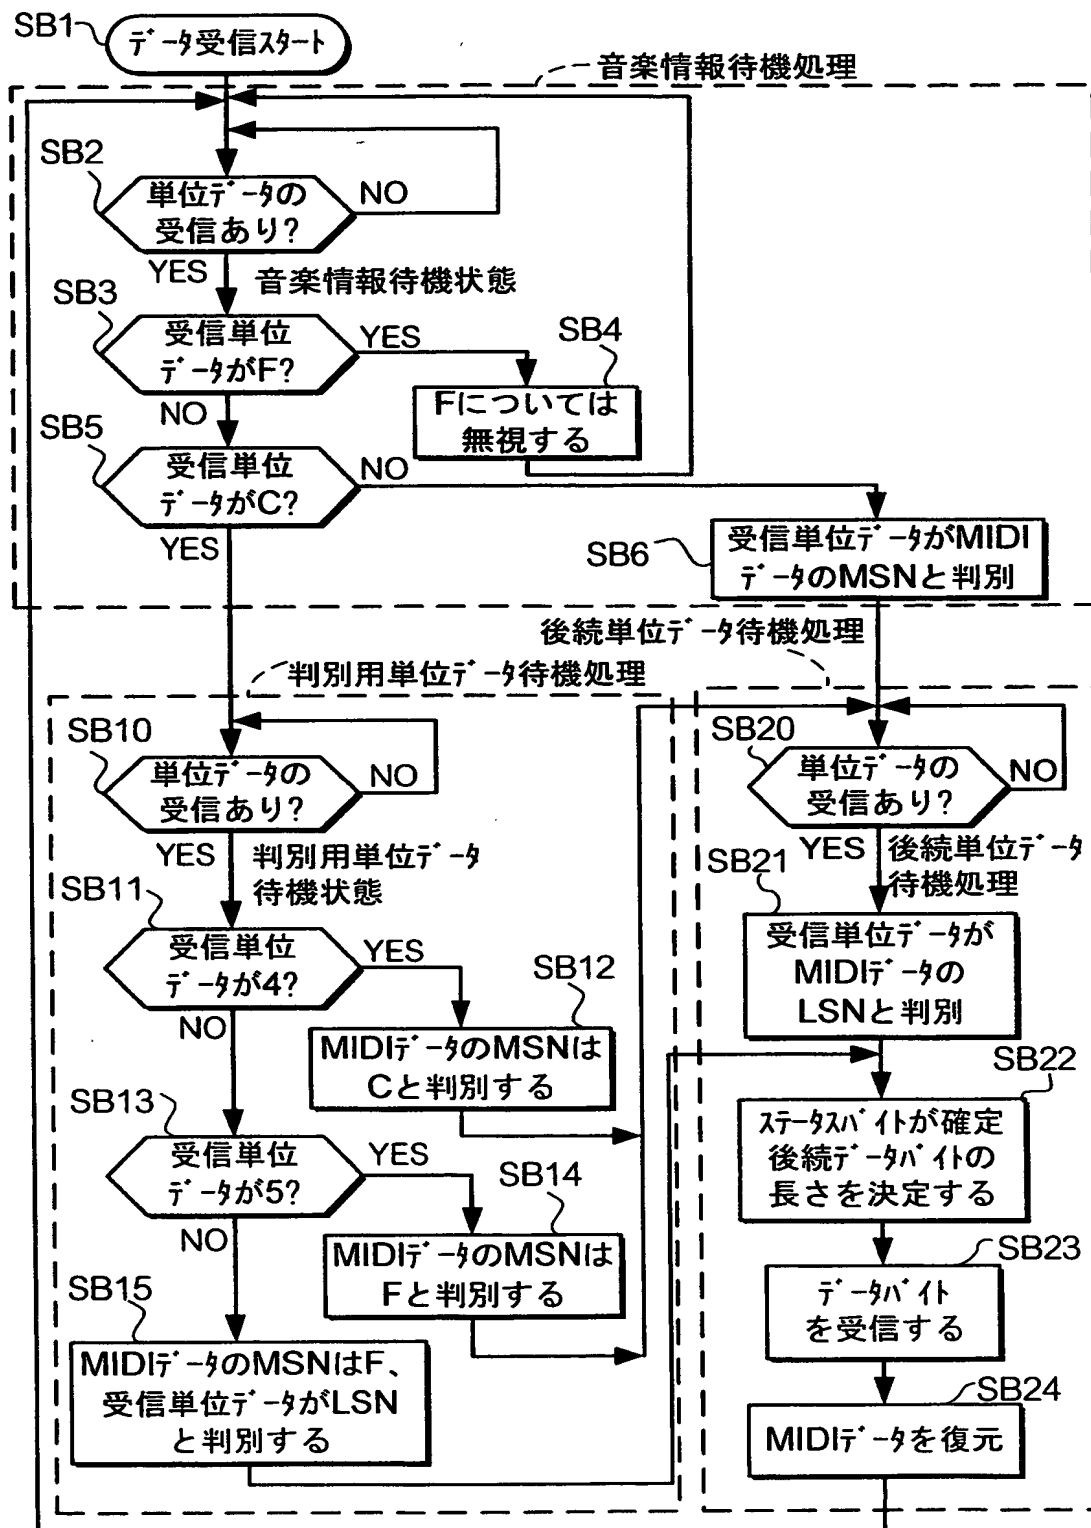 SB1
データ受信スタート
音楽情報待機処理
SB2
単位データの
受信あり?
NO
YES
音楽情報待機状態
SB3
受信単位
データがF?
YES
SB4
Fについては
無視する
NO
SB5
受信単位
データがC?
NO
YES
SB6
受信単位データがMIDI
データのMSNと判別
後続単位データ待機処理
判別用単位データ待機処理
SB10
単位データの
受信あり?
NO
YES
判別用単位データ
待機状態
SB11
受信単位
データが4?
YES
NO
SB12
MIDIデータのMSNは
Cと判別する
SB13
受信単位
データが5?
YES
NO
SB14
MIDIデータのMSNは
Fと判別する
SB15
MIDIデータのMSNはF、
受信単位データがLSN
と判別する
SB20
単位データの
受信あり?
NO
YES
後続単位データ
待機処理
SB21
受信単位データが
MIDIデータの
LSNと判別
SB22
ステータスバイトが確定
後続データバイトの
長さを決定する
SB23
データバイト
を受信する
SB24
MIDIデータを復元